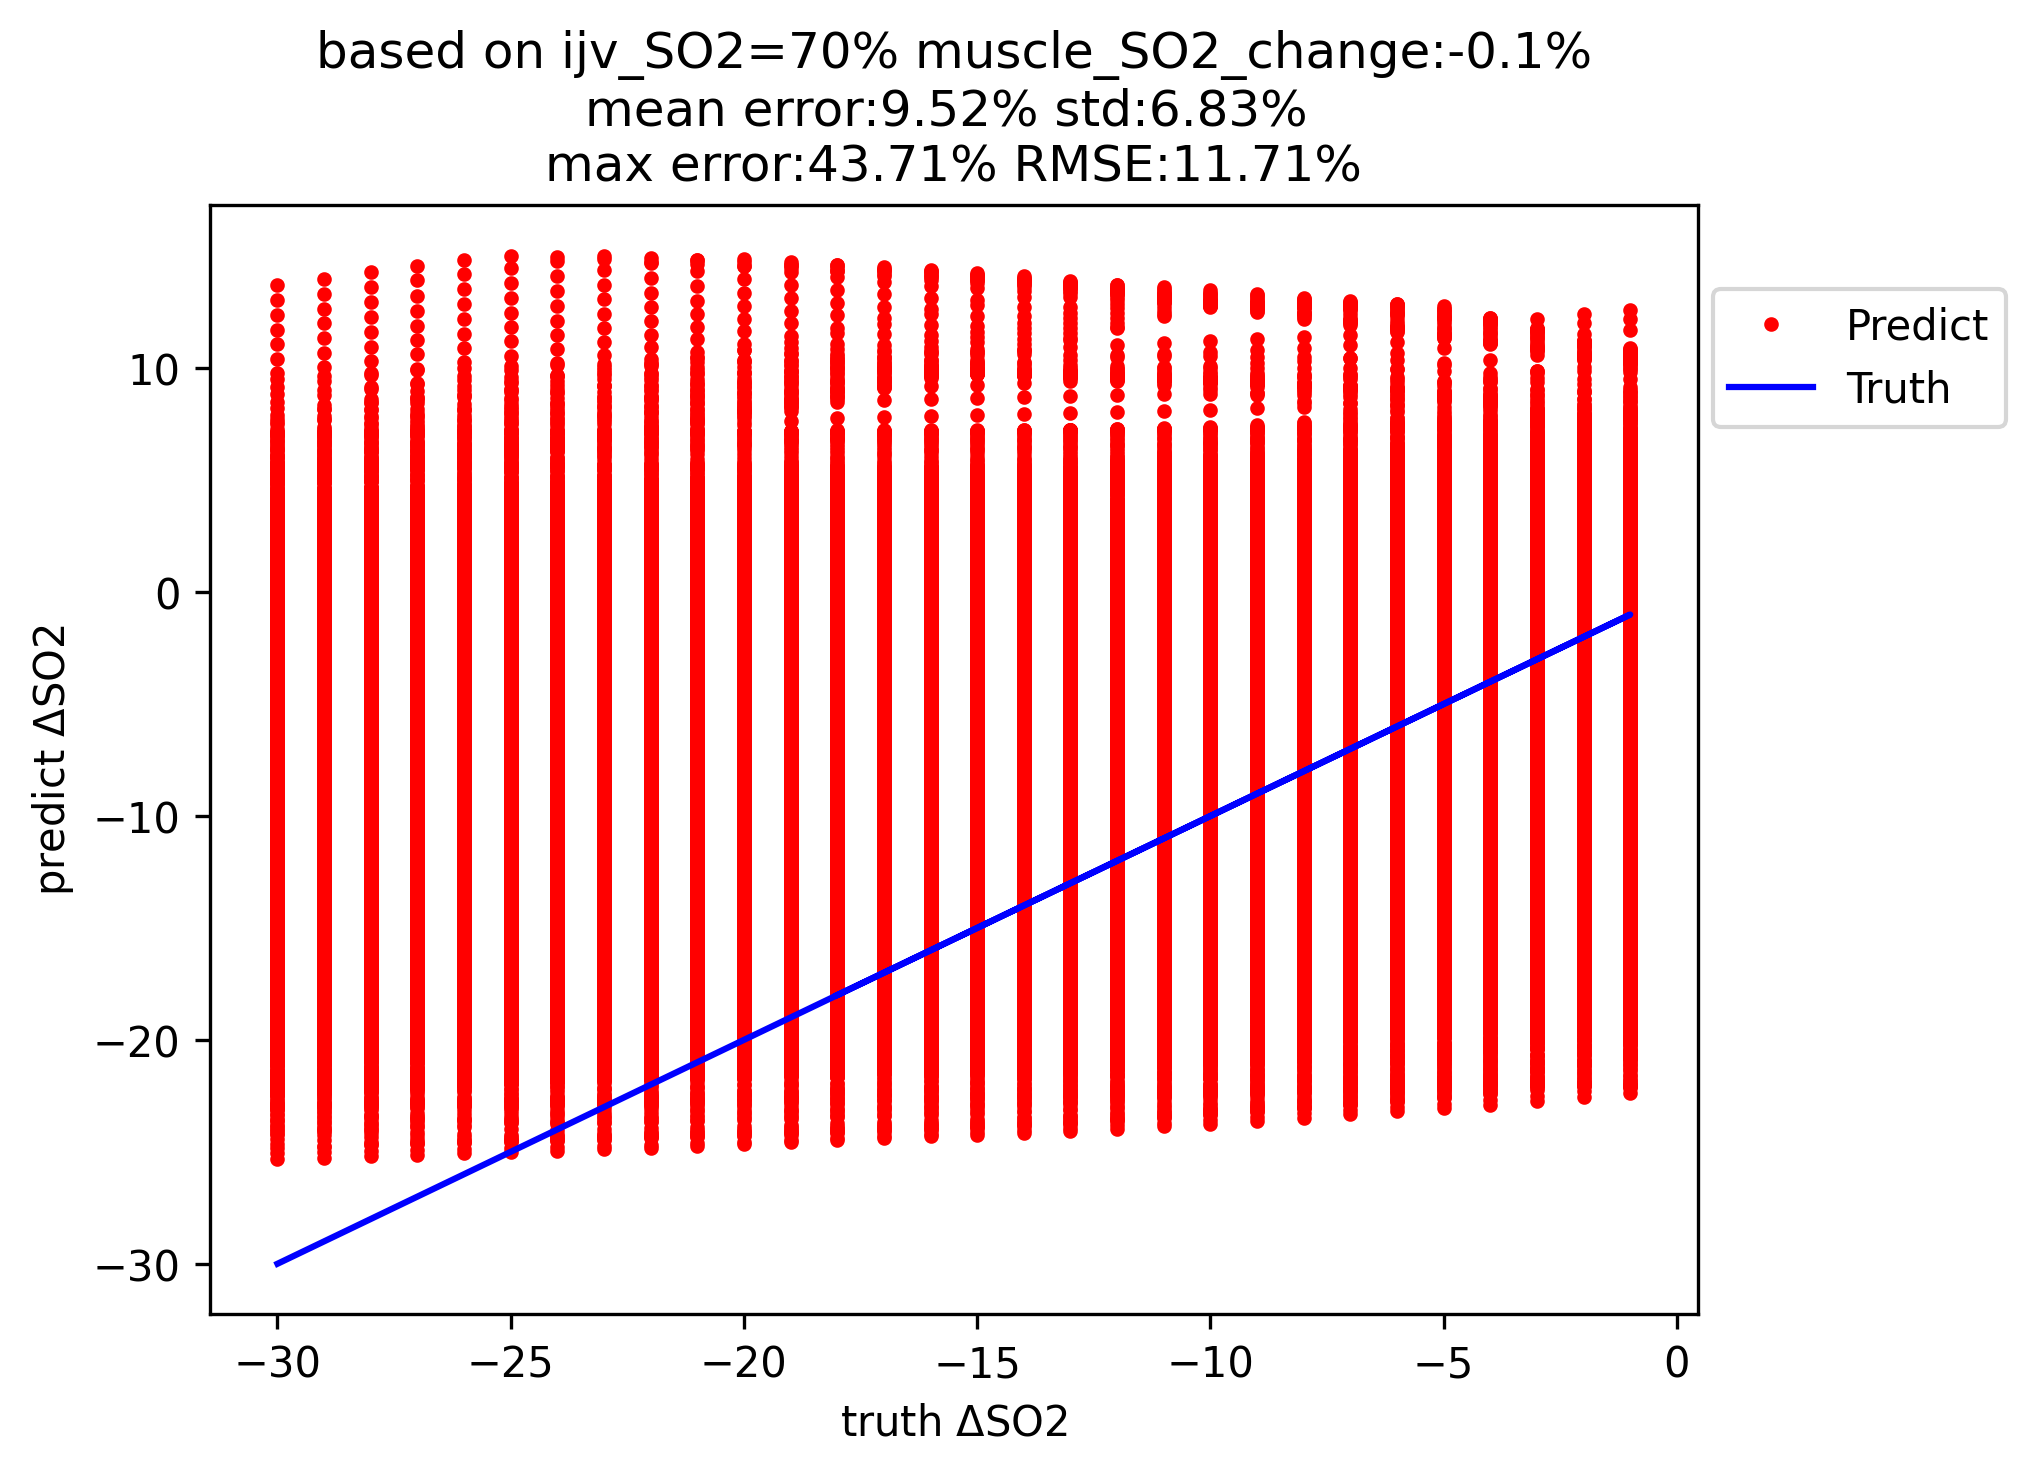 based on ijv_SO2=70% muscle_SO2_change:-0.1%
mean error:9.52% std:6.83%
max error:43.71% RMSE:11.71%
Predict
Truth
10
0
−10
−20
−30
predict ΔSO2
−30 −25 −20 −15 −10 −5 0
truth ΔSO2